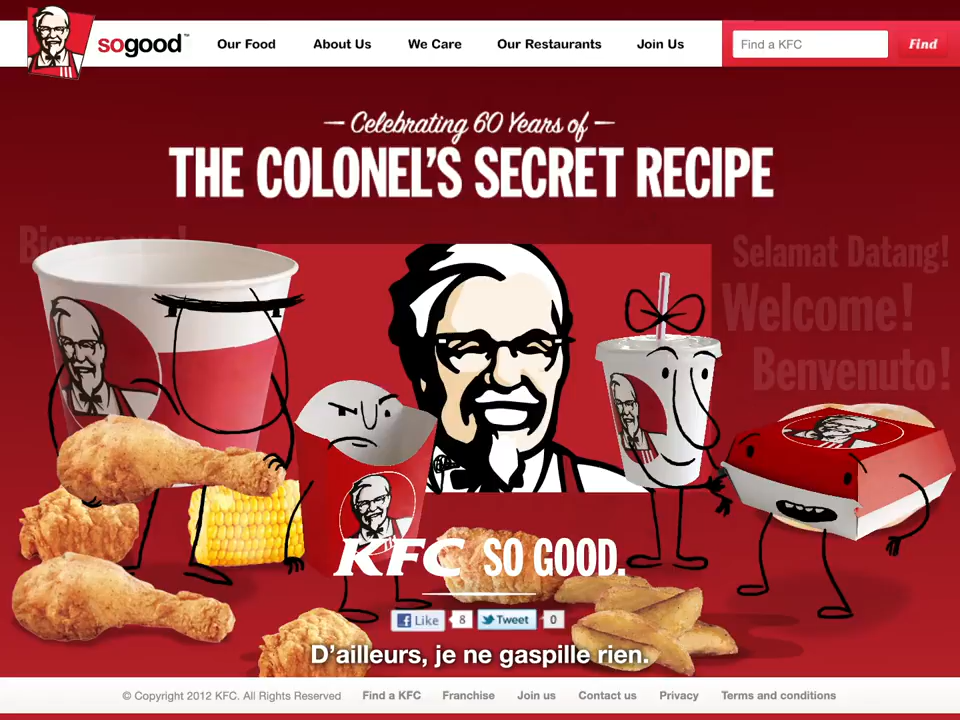 sogood™
Our Food
About Us
We Care
Our Restaurants
Join Us
Find a KFC
Find
Celebrating 60 Years of
THE COLONEL'S SECRET RECIPE
Selamat Datang!
Welcome!
Benvenuto!
KFC SO GOOD.
Like 8 Tweet 0
D'ailleurs, je ne gaspille rien.
© Copyright 2012 KFC. All Rights Reserved
Find a KFC
Franchise
Join us
Contact us
Privacy
Terms and conditions